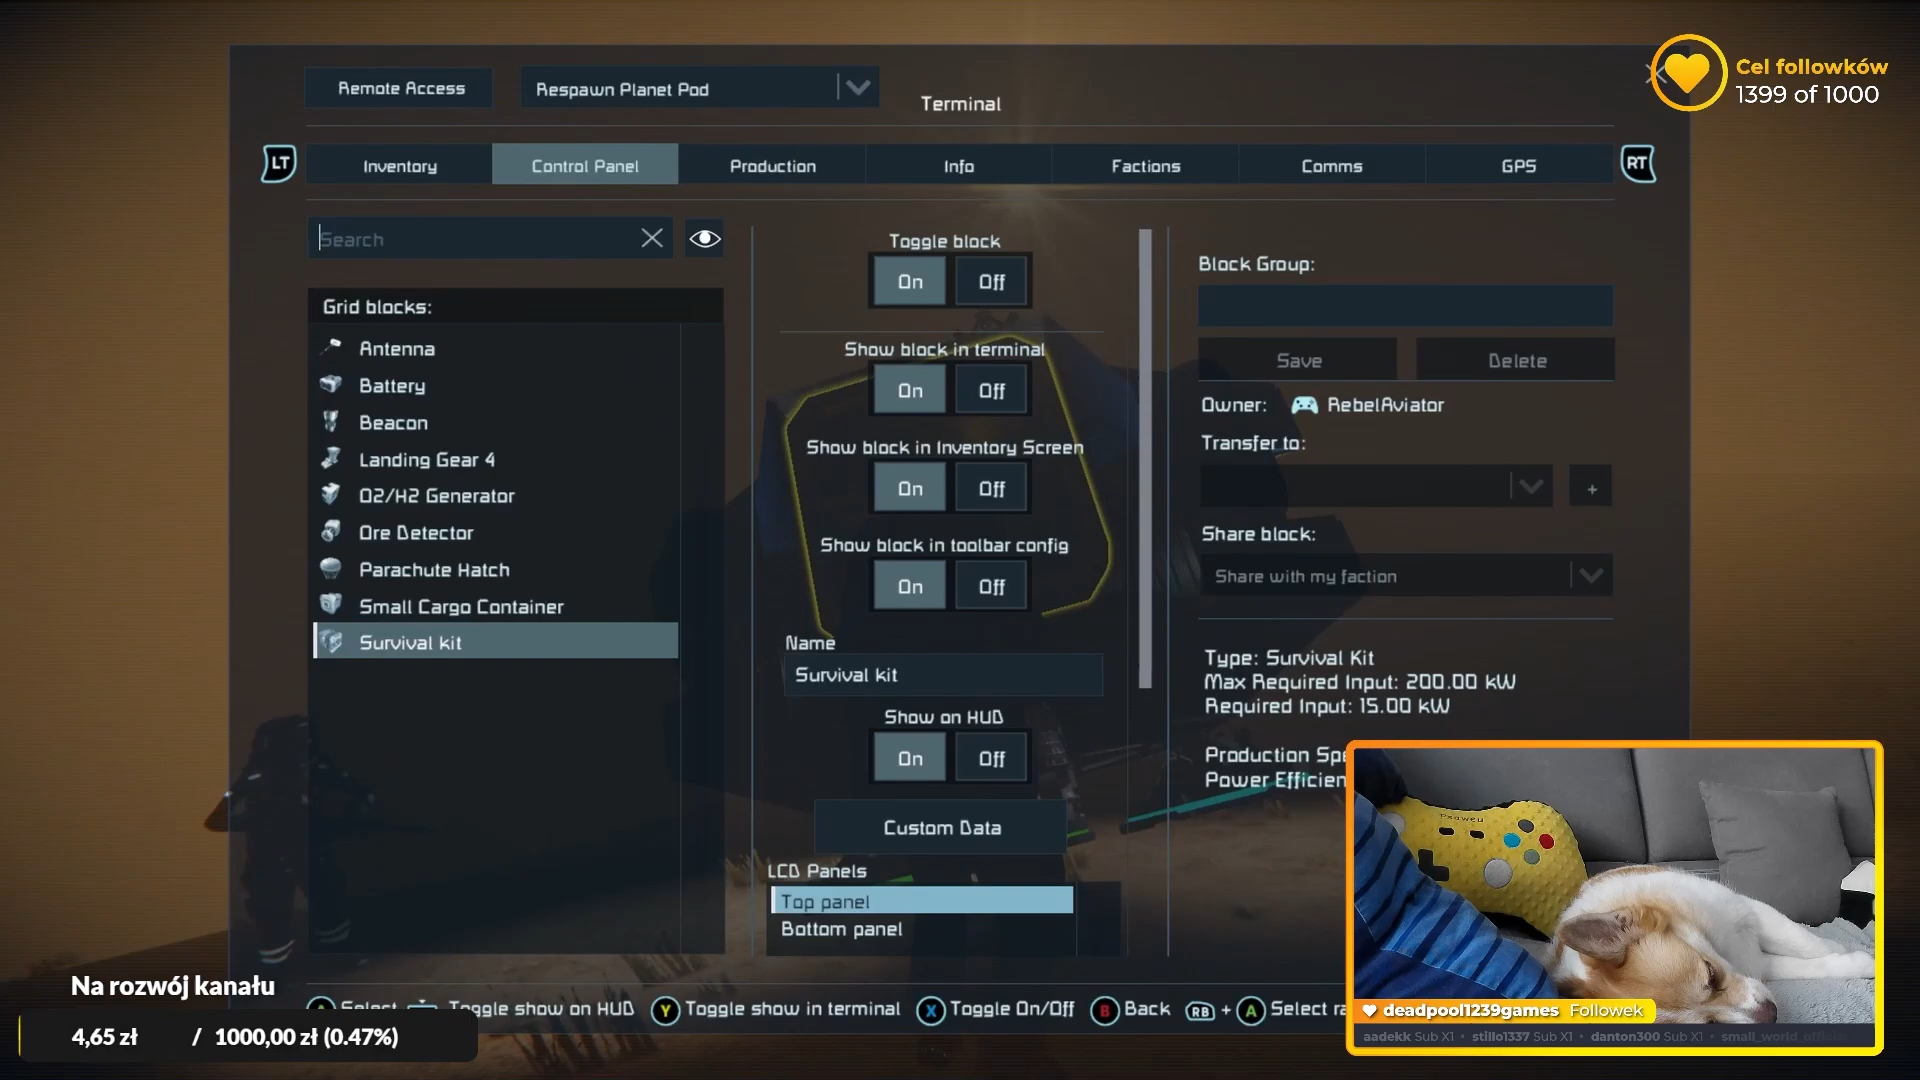 Remote Access
Respawn Planet Pod
Terminal
Cel followków
1399 of 1000
LT
Inventory
Control Panel
Production
Info
Factions
Comms
GPS
RT
Search
Grid blocks:
Antenna
Battery
Beacon
Landing Gear 4
O2/H2 Generator
Ore Detector
Parachute Hatch
Small Cargo Container
Survival kit
Toggle block
On Off
Show block in terminal
On Off
Show block in Inventory Screen
On Off
Show block in toolbar config
On Off
Name
Survival kit
Show on HUD
On Off
Custom Data
LCD Panels
Top panel
Bottom panel
Block Group:
Save
Delete
Owner: RebelAviator
Transfer to:
+
Share block:
Share with my faction
Type: Survival Kit
Max Required Input: 200.00 kW
Required Input: 15.00 kW
Production Spe
Power Efficien
Na rozwój kanału
4,65 zł / 1000,00 zł (0.47%)
A Select Toggle show on HUD Y Toggle show in terminal X Toggle On/Off B Back RB + A Select ra
deadpool1239games Followek
aadekk Sub X1 • stillo1337 Sub X1 • danton300 Sub X1 •